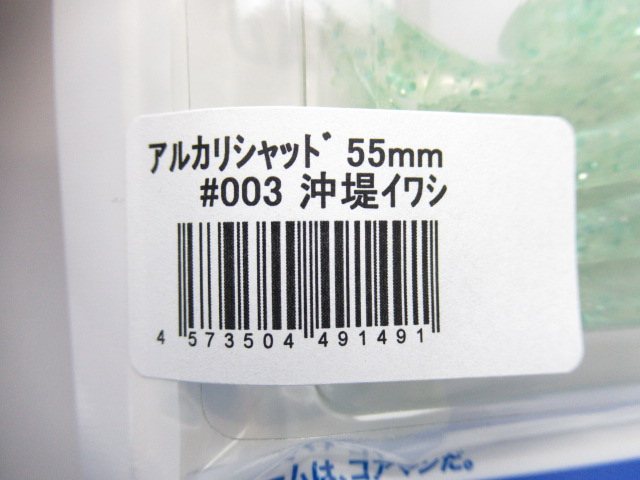 アルカリシャッド 55mm
#003 沖堤イワシ
4 573504 491491
ムは、コアマンだ。